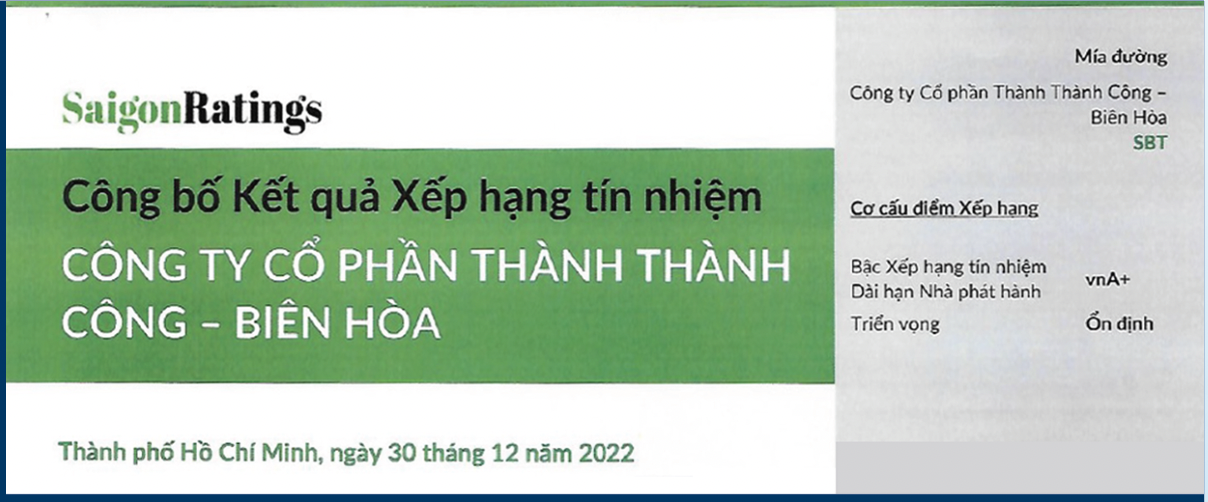 SaigonRatings
Công bố Kết quả Xếp hạng tín nhiệm
CÔNG TY CỔ PHẦN THÀNH THÀNH
CÔNG – BIÊN HÒA
Thành phố Hồ Chí Minh, ngày 30 tháng 12 năm 2022
Mía đường
Công ty Cổ phần Thành Thành Công –
Biên Hòa
SBT
Cơ cấu điểm Xếp hạng
Bậc Xếp hạng tín nhiệm
Dài hạn Nhà phát hành vnA+
Triển vọng Ổn định